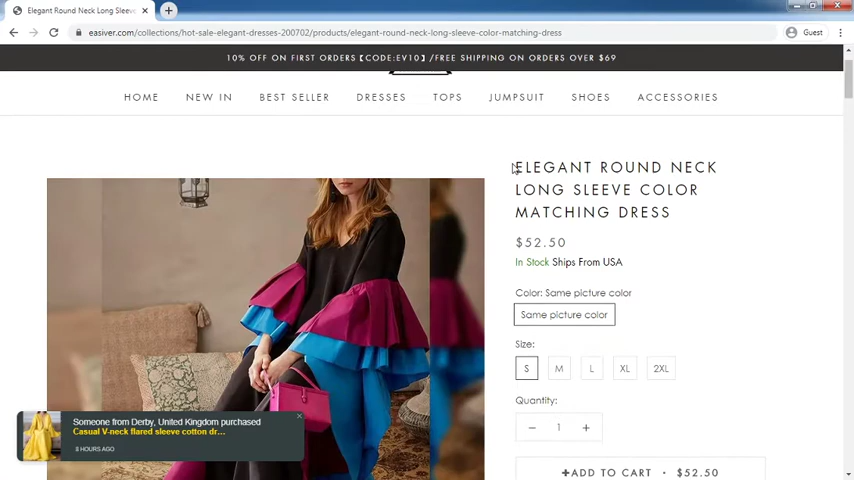 Elegant Round Neck Long Sleeve
easiver.com/collections/hot-sale-elegant-dresses-200702/products/elegant-round-neck-long-sleeve-color-matching-dress
Guest
10% OFF ON FIRST ORDERS【CODE:EV10】/FREE SHIPPING ON ORDERS OVER $69
HOME NEW IN BEST SELLER DRESSES TOPS JUMPSUIT SHOES ACCESSORIES
ELEGANT ROUND NECK
LONG SLEEVE COLOR
MATCHING DRESS
$52.50
In Stock Ships From USA
Color: Same picture color
Same picture color
Size:
S M L XL 2XL
Quantity:
− 1 +
+ADD TO CART • $52.50
Someone from Derby, United Kingdom purchased
Casual V-neck flared sleeve cotton dr...
8 HOURS AGO